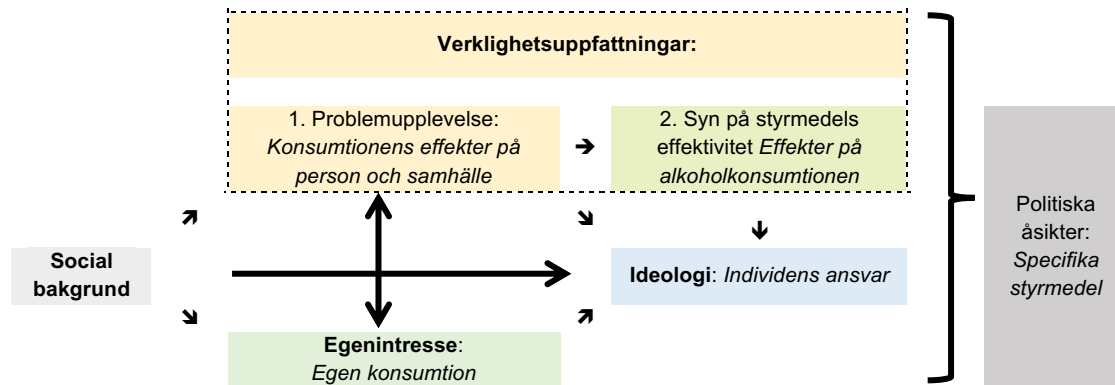 Verklighetsuppfattningar:
1. Problemupplevelse:
Konsumtionens effekter på
person och samhälle
2. Syn på styrmedels
effektivitet Effekter på
alkoholkonsumtionen
Social
bakgrund
Ideologi: Individens ansvar
Egenintresse:
Egen konsumtion
Politiska
åsikter:
Specifika
styrmedel